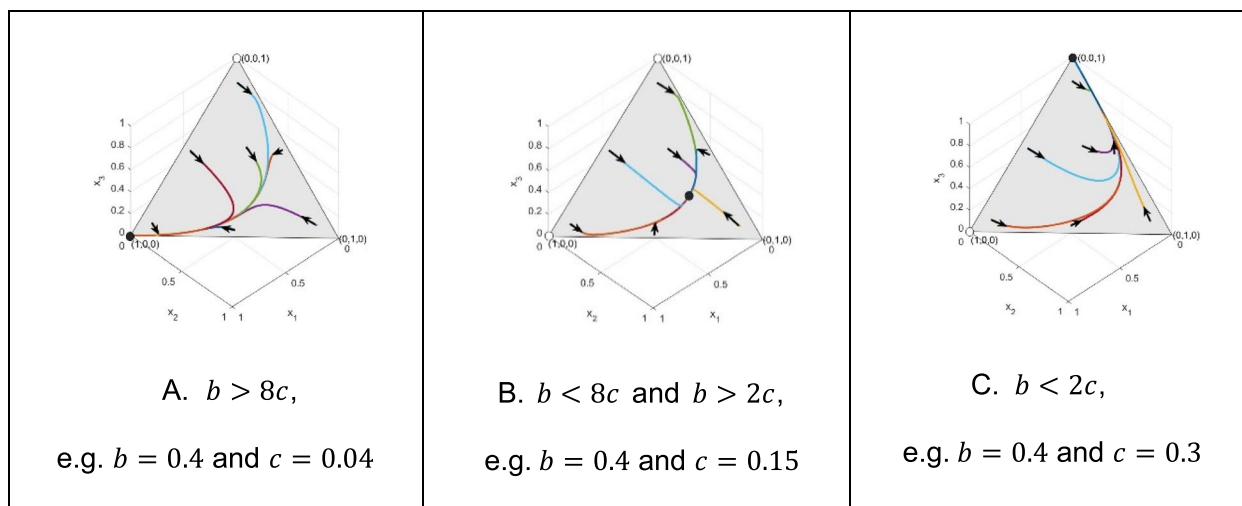 (0,0,1)
1
0.8
0.6
0.4
0.2
0
x₃
0
(1,0,0)
(0,1,0)
0
0.5
0.5
x₂
1 1
x₁
A. b > 8c,
e.g. b = 0.4 and c = 0.04
(0,0,1)
1
0.8
0.6
0.4
0.2
0
x₃
0
(1,0,0)
(0,1,0)
0
0.5
0.5
x₂
1 1
x₁
B. b < 8c and b > 2c,
e.g. b = 0.4 and c = 0.15
(0,0,1)
1
0.8
0.6
0.4
0.2
0
x₃
0
(1,0,0)
(0,1,0)
0
0.5
0.5
x₂
1 1
x₁
C. b < 2c,
e.g. b = 0.4 and c = 0.3